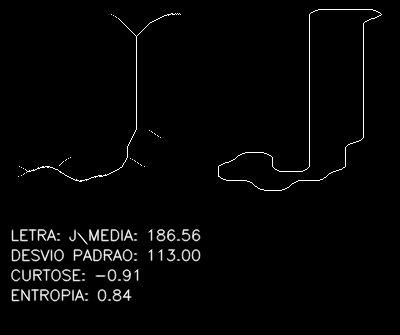 LETRA: J\MEDIA: 186.56
DESVIO PADRAO: 113.00
CURTOSE: -0.91
ENTROPIA: 0.84